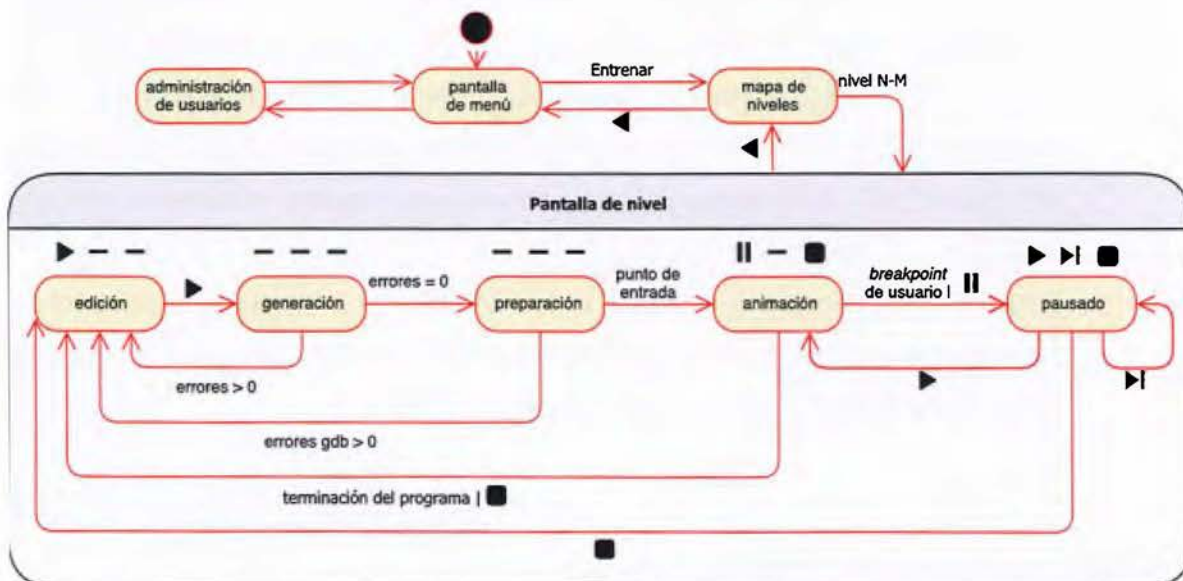 Entrenar
nivel N-M
administración
de usuarios
pantalla
de menú
mapa de
niveles
Pantalla de nivel
edición
generación
errores = 0
preparación
punto de
entrada
animación
breakpoint
de usuario |
pausado
errores > 0
errores gdb > 0
terminación del programa |